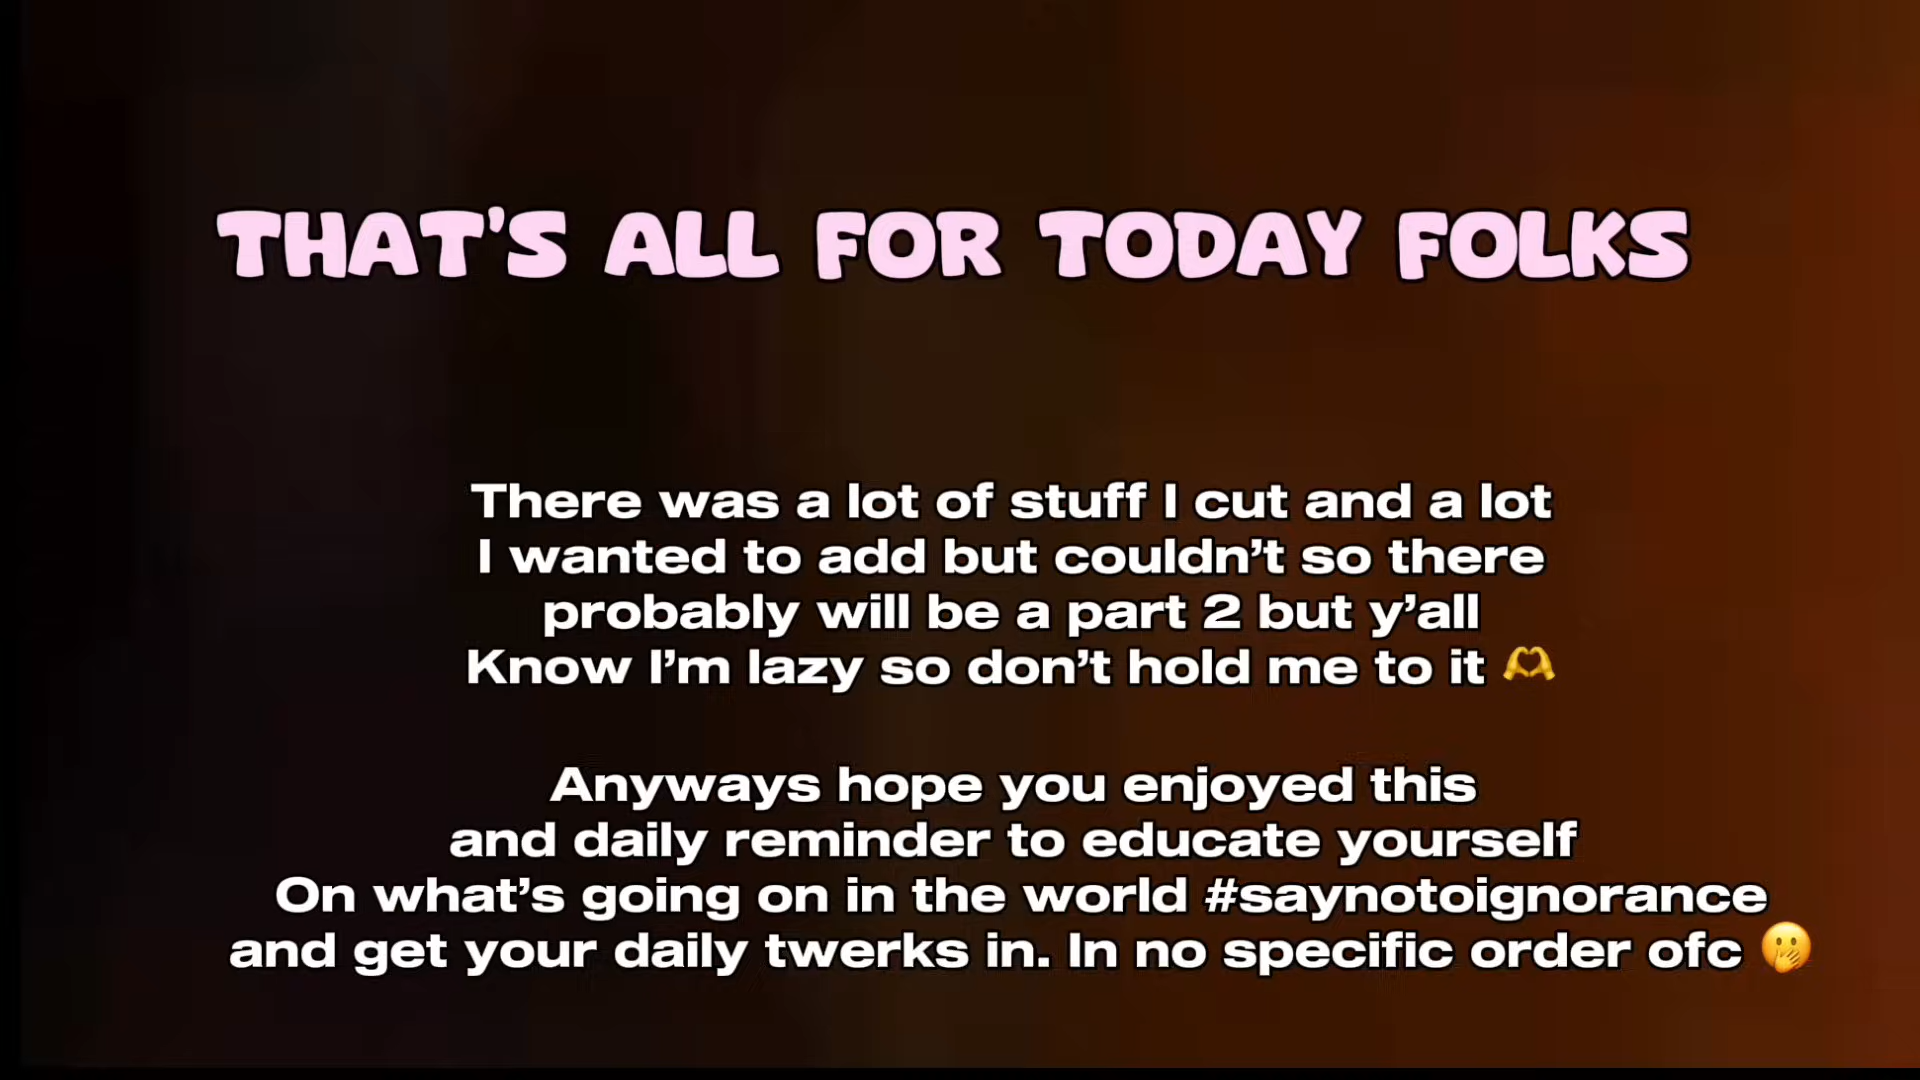 THAT'S ALL FOR TODAY FOLKS
There was a lot of stuff I cut and a lot
I wanted to add but couldn't so there
probably will be a part 2 but y'all
Know I'm lazy so don't hold me to it 🫶
Anyways hope you enjoyed this
and daily reminder to educate yourself
On what's going on in the world #saynotoignorance
and get your daily twerks in. In no specific order ofc 🫢